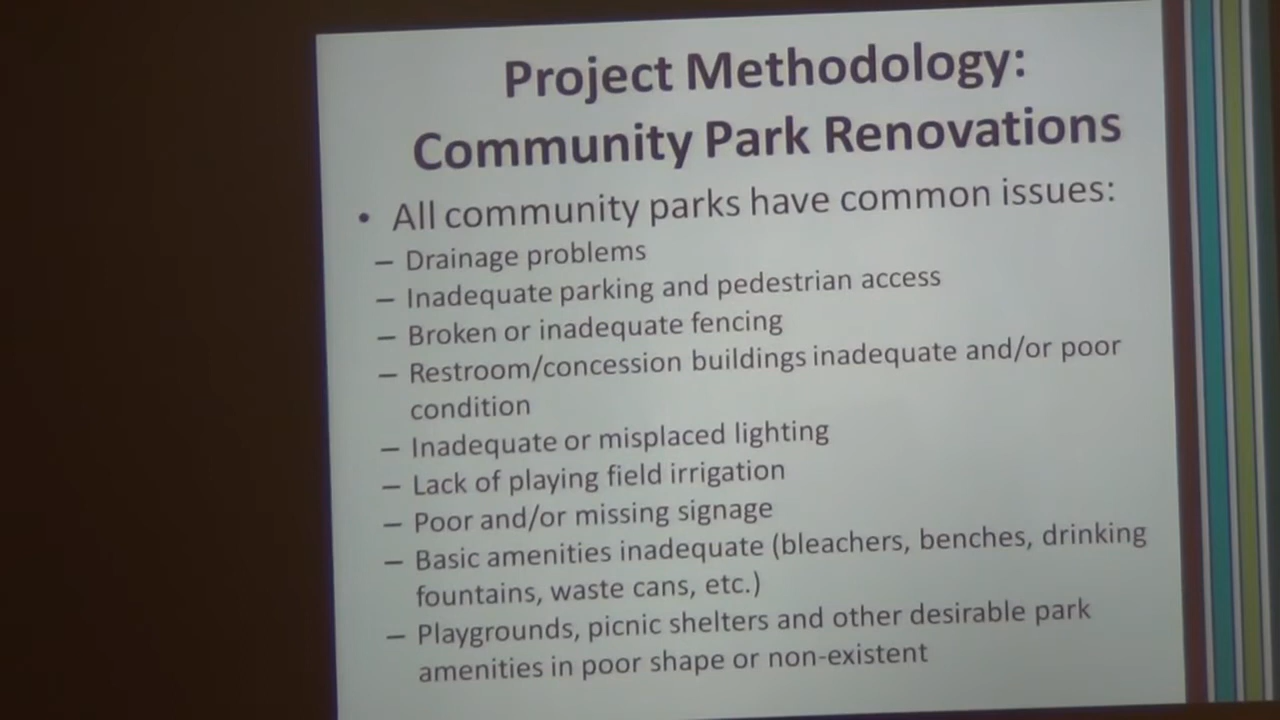 Project Methodology:
Community Park Renovations
• All community parks have common issues:
– Drainage problems
– Inadequate parking and pedestrian access
– Broken or inadequate fencing
– Restroom/concession buildings inadequate and/or poor
condition
– Inadequate or misplaced lighting
– Lack of playing field irrigation
– Poor and/or missing signage
– Basic amenities inadequate (bleachers, benches, drinking
fountains, waste cans, etc.)
– Playgrounds, picnic shelters and other desirable park
amenities in poor shape or non-existent